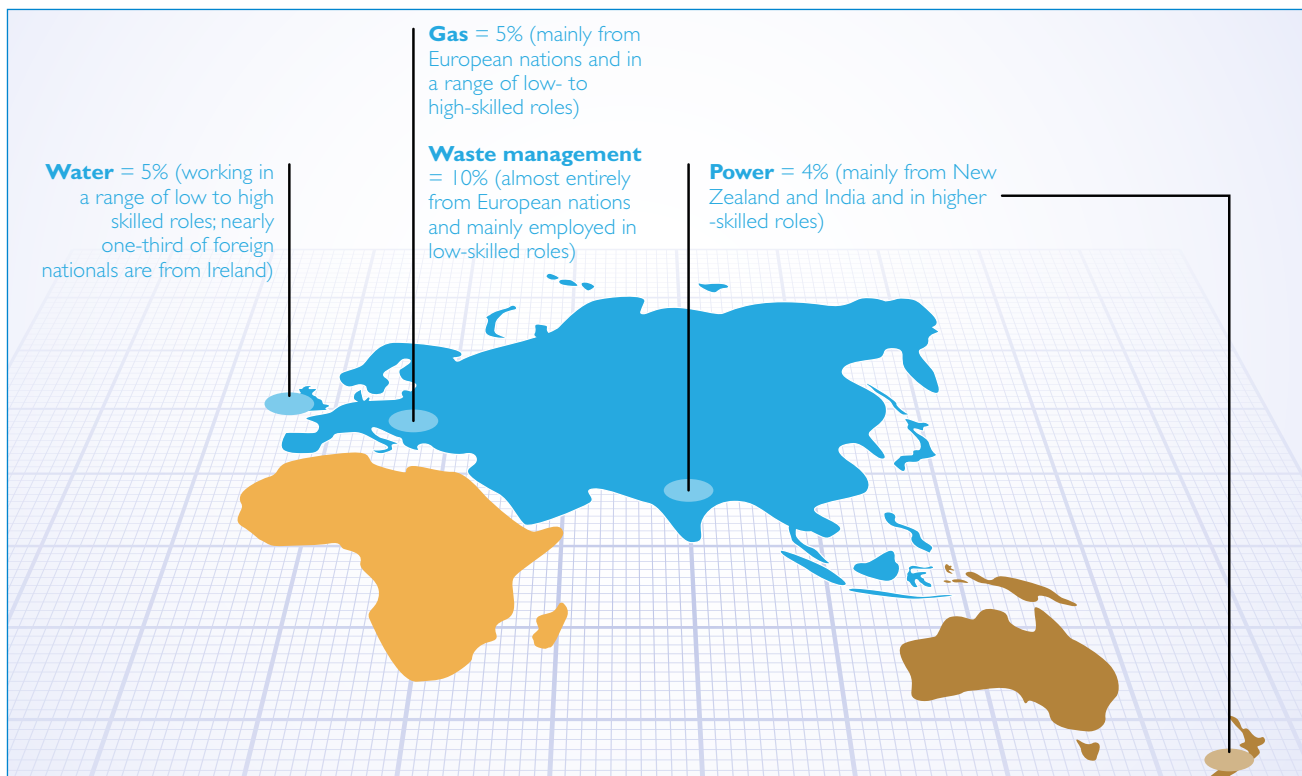 Gas = 5% (mainly from
European nations and in
a range of low- to
high-skilled roles)
Waste management
= 10% (almost entirely
from European nations
and mainly employed in
low-skilled roles)
Water = 5% (working in
a range of low to high
skilled roles; nearly
one-third of foreign
nationals are from Ireland)
Power = 4% (mainly from New
Zealand and India and in higher
-skilled roles)